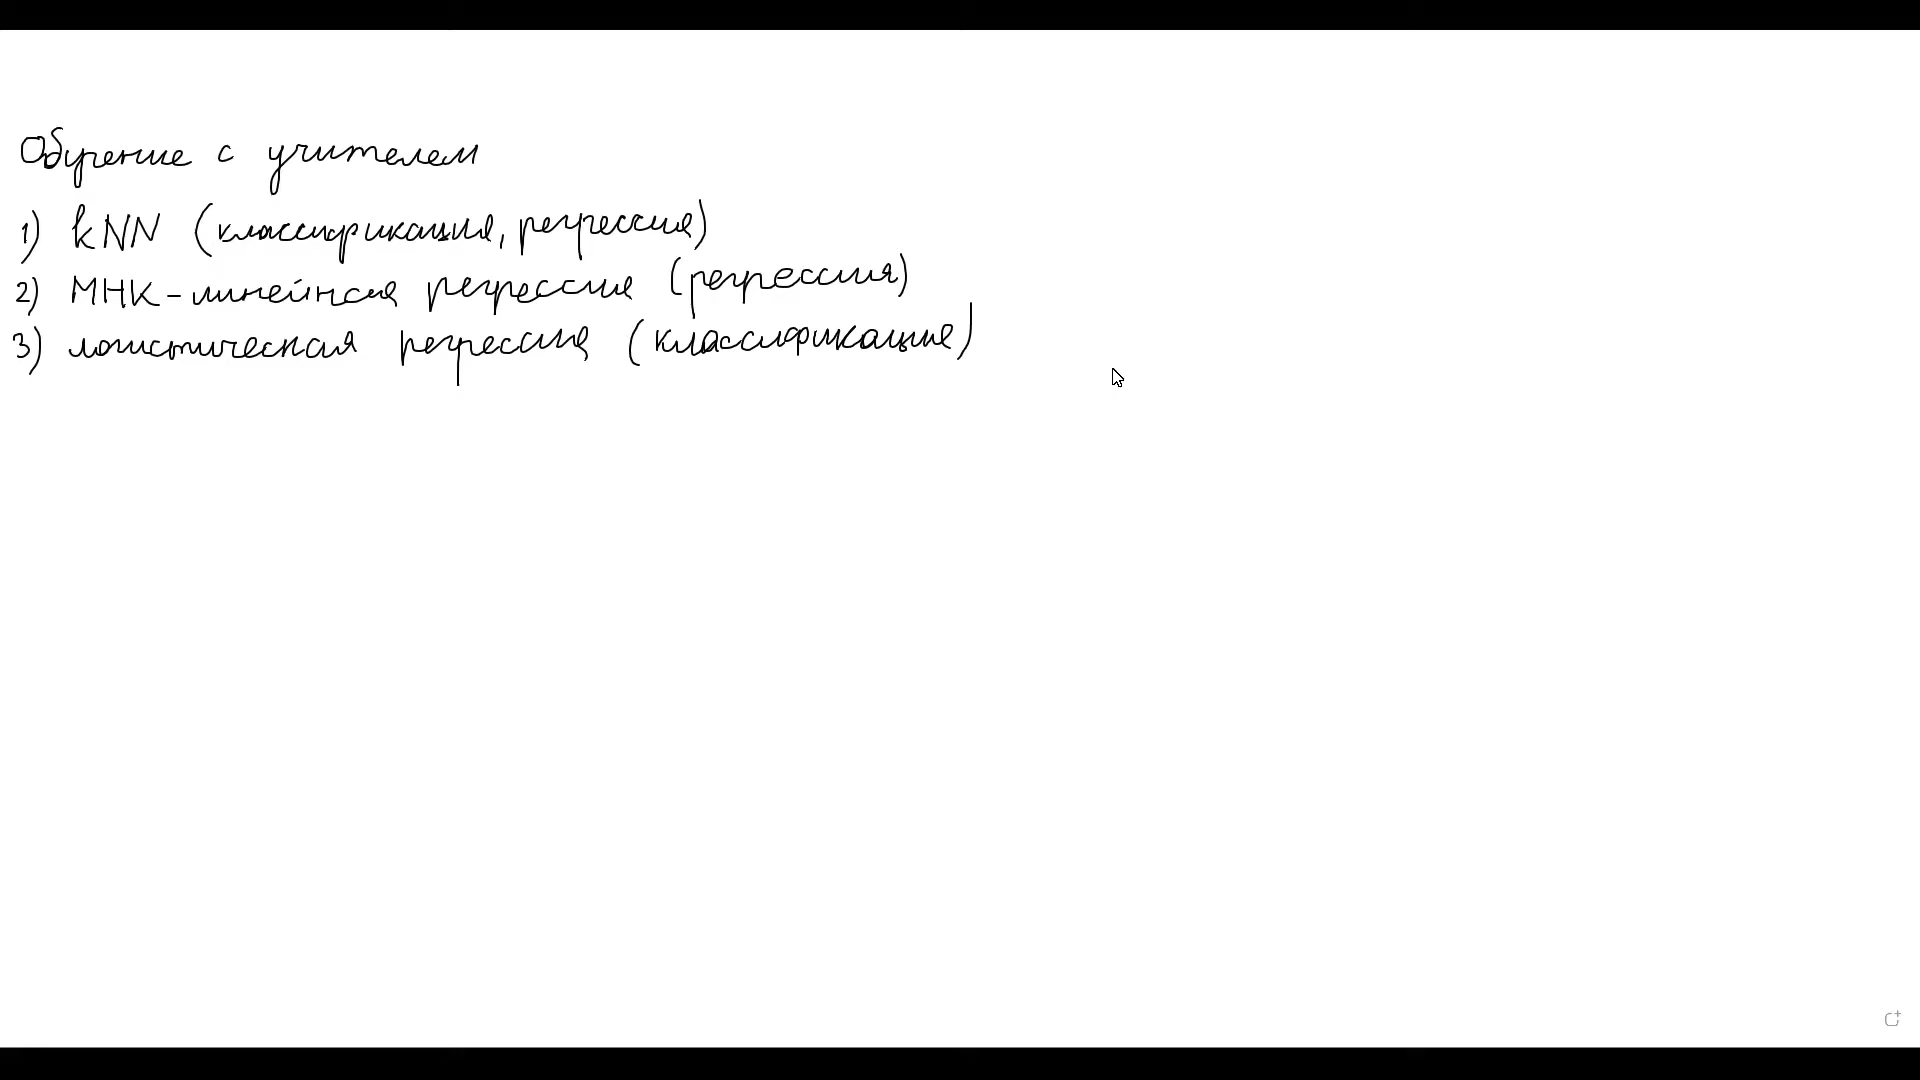 Обучение с учителем
1) kNN (классификация, регрессия)
2) МНК-линейная регрессия (регрессия)
3) логистическая регрессия (классификация)